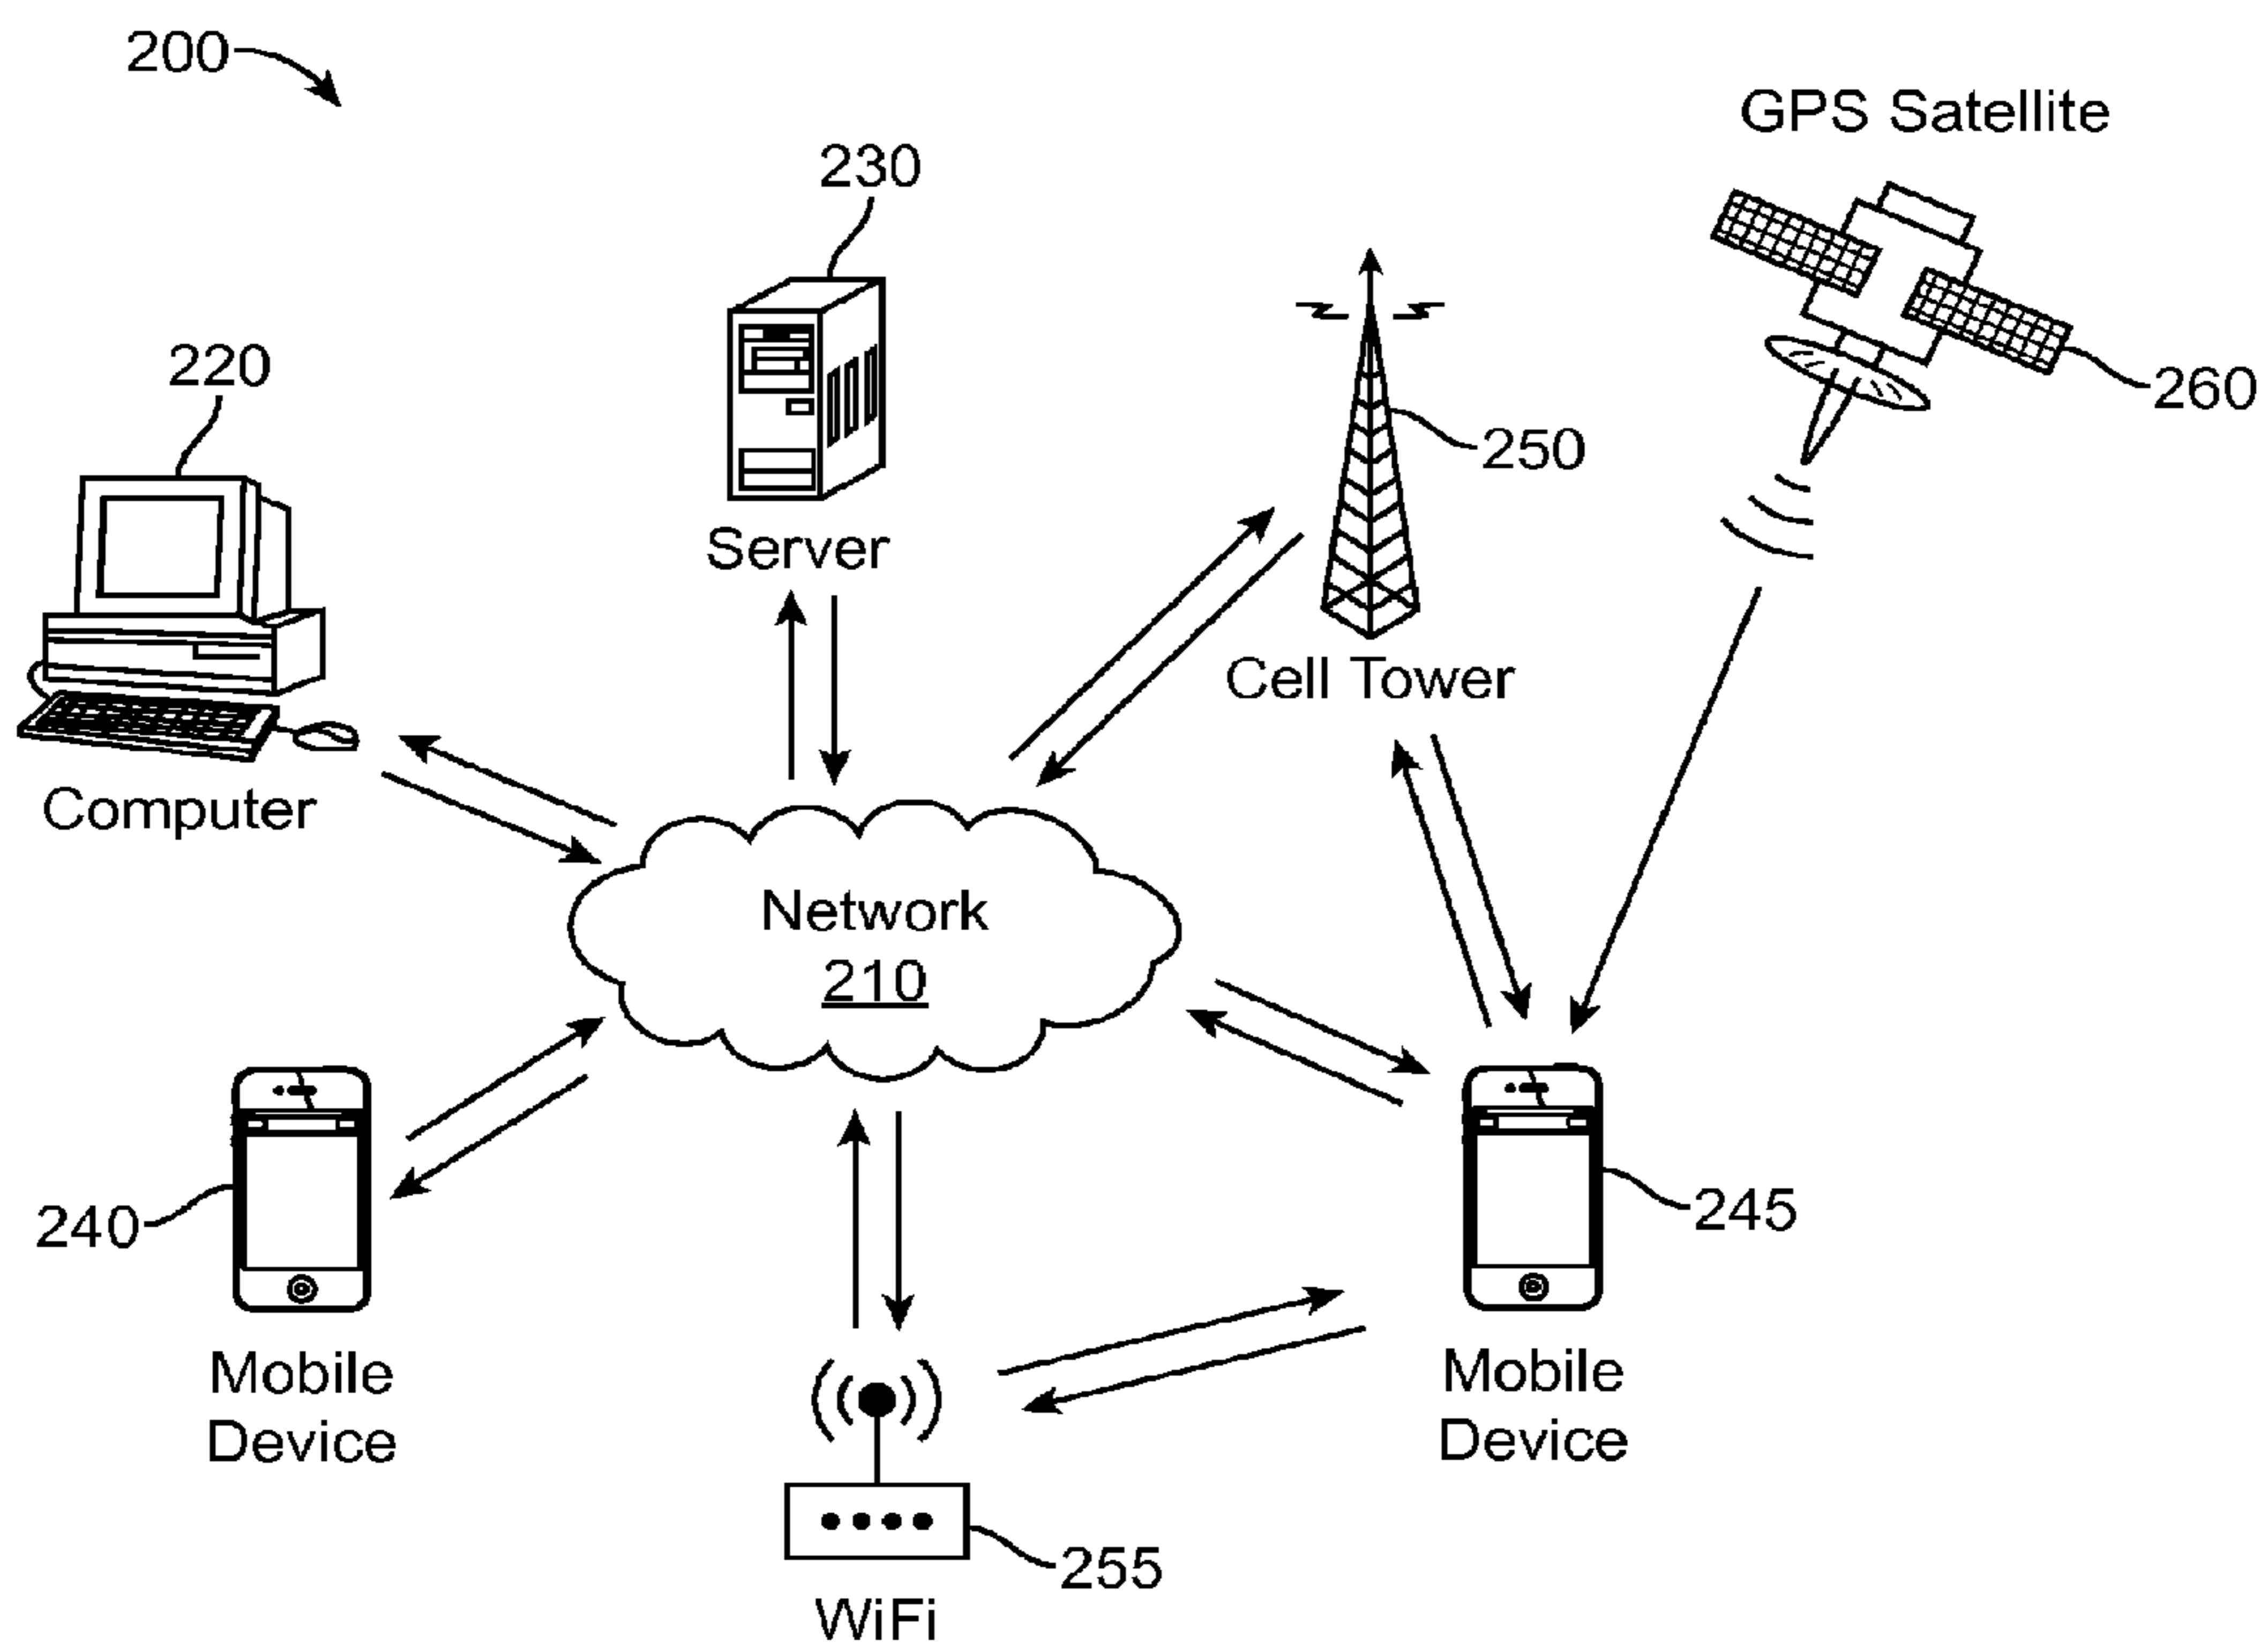 200
GPS Satellite
230
220
260
250
Server
Cell Tower
Computer
Network
210
240
245
Mobile
Device
Mobile
Device
255
WiFi